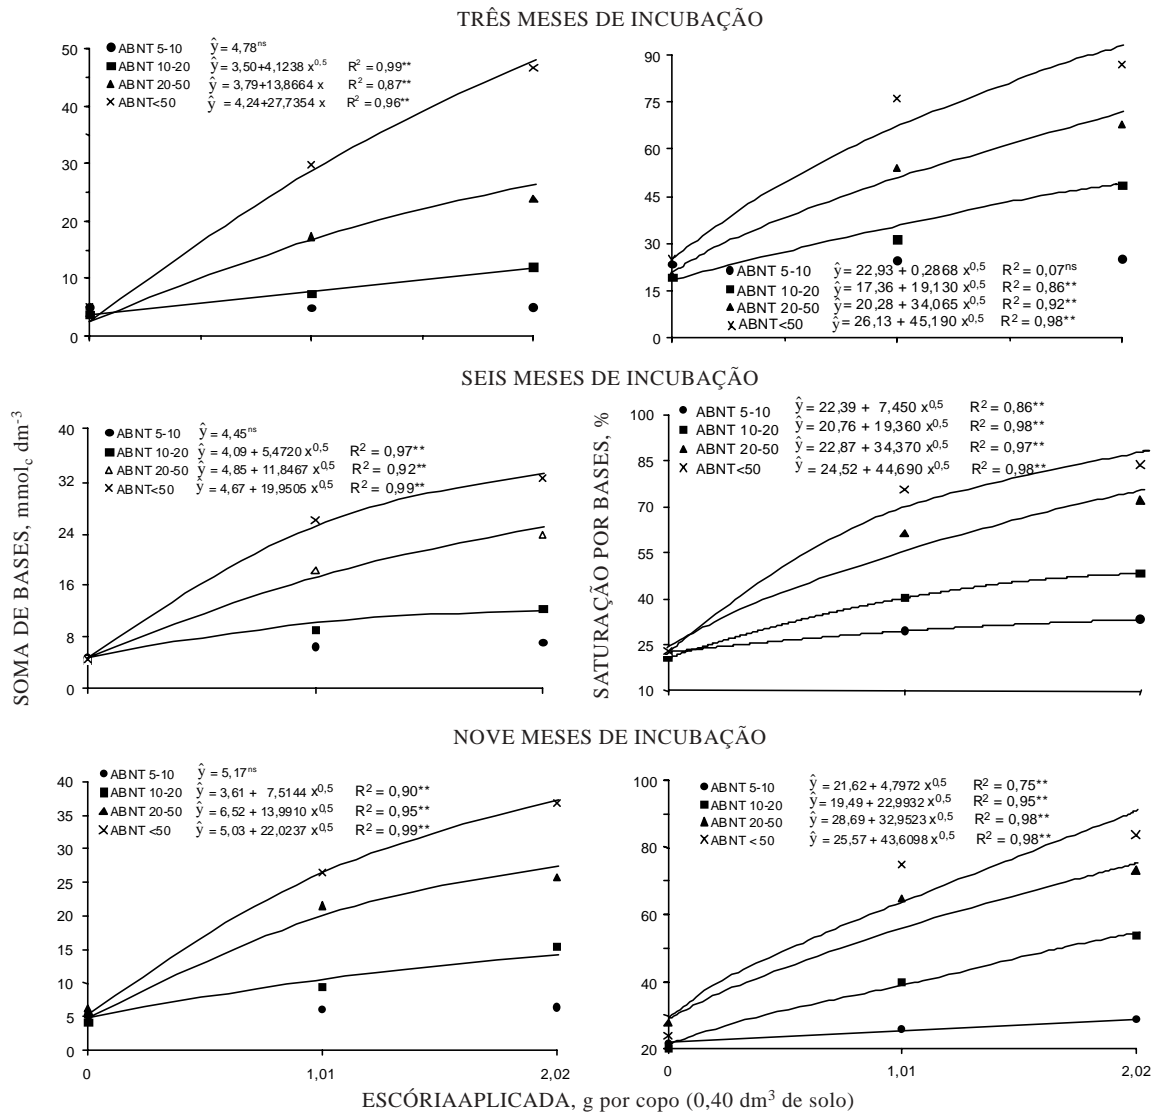 TRÊS MESES DE INCUBAÇÃO
50
40
30
20
10
0
ABNT 5-10 ŷ = 4,78ns
ABNT 10-20 ŷ = 3,50+4,1238 x0,5 R2 = 0,99**
ABNT 20-50 ŷ = 3,79+13,8664 x R2 = 0,87**
ABNT<50 ŷ = 4,24+27,7354 x R2 = 0,96**
90
75
60
45
30
15
0
ABNT 5-10 ŷ = 22,93 + 0,2868 x0,5 R2 = 0,07ns
ABNT 10-20 ŷ = 17,36 + 19,130 x0,5 R2 = 0,86**
ABNT 20-50 ŷ = 20,28 + 34,065 x0,5 R2 = 0,92**
ABNT<50 ŷ = 26,13 + 45,190 x0,5 R2 = 0,98**
SEIS MESES DE INCUBAÇÃO
SOMA DE BASES, mmolc dm-3
40
32
24
16
8
0
ABNT 5-10 ŷ = 4,45ns
ABNT 10-20 ŷ = 4,09 + 5,4720 x0,5 R2 = 0,97**
ABNT 20-50 ŷ = 4,85 + 11,8467 x0,5 R2 = 0,92**
ABNT<50 ŷ = 4,67 + 19,9505 x0,5 R2 = 0,99**
SATURAÇÃO POR BASES, %
100
85
70
55
40
25
10
ABNT 5-10 ŷ = 22,39 + 7,450 x0,5 R2 = 0,86**
ABNT 10-20 ŷ = 20,76 + 19,360 x0,5 R2 = 0,98**
ABNT 20-50 ŷ = 22,87 + 34,370 x0,5 R2 = 0,97**
ABNT<50 ŷ = 24,52 + 44,690 x0,5 R2 = 0,98**
NOVE MESES DE INCUBAÇÃO
40
35
30
25
20
15
10
5
0
ABNT 5-10 ŷ = 5,17ns
ABNT 10-20 ŷ = 3,61 + 7,5144 x0,5 R2 = 0,90**
ABNT 20-50 ŷ = 6,52 + 13,9910 x0,5 R2 = 0,95**
ABNT <50 ŷ = 5,03 + 22,0237 x0,5 R2 = 0,99**
0 1,01 2,02
100
80
60
40
20
ABNT 5-10 ŷ = 21,62 + 4,7972 x0,5 R2 = 0,75**
ABNT 10-20 ŷ = 19,49 + 22,9932 x0,5 R2 = 0,95**
ABNT 20-50 ŷ = 28,69 + 32,9523 x0,5 R2 = 0,98**
ABNT < 50 ŷ = 25,57 + 43,6098 x0,5 R2 = 0,98**
0 1,01 2,02
ESCÓRIAAPLICADA, g por copo (0,40 dm3 de solo)